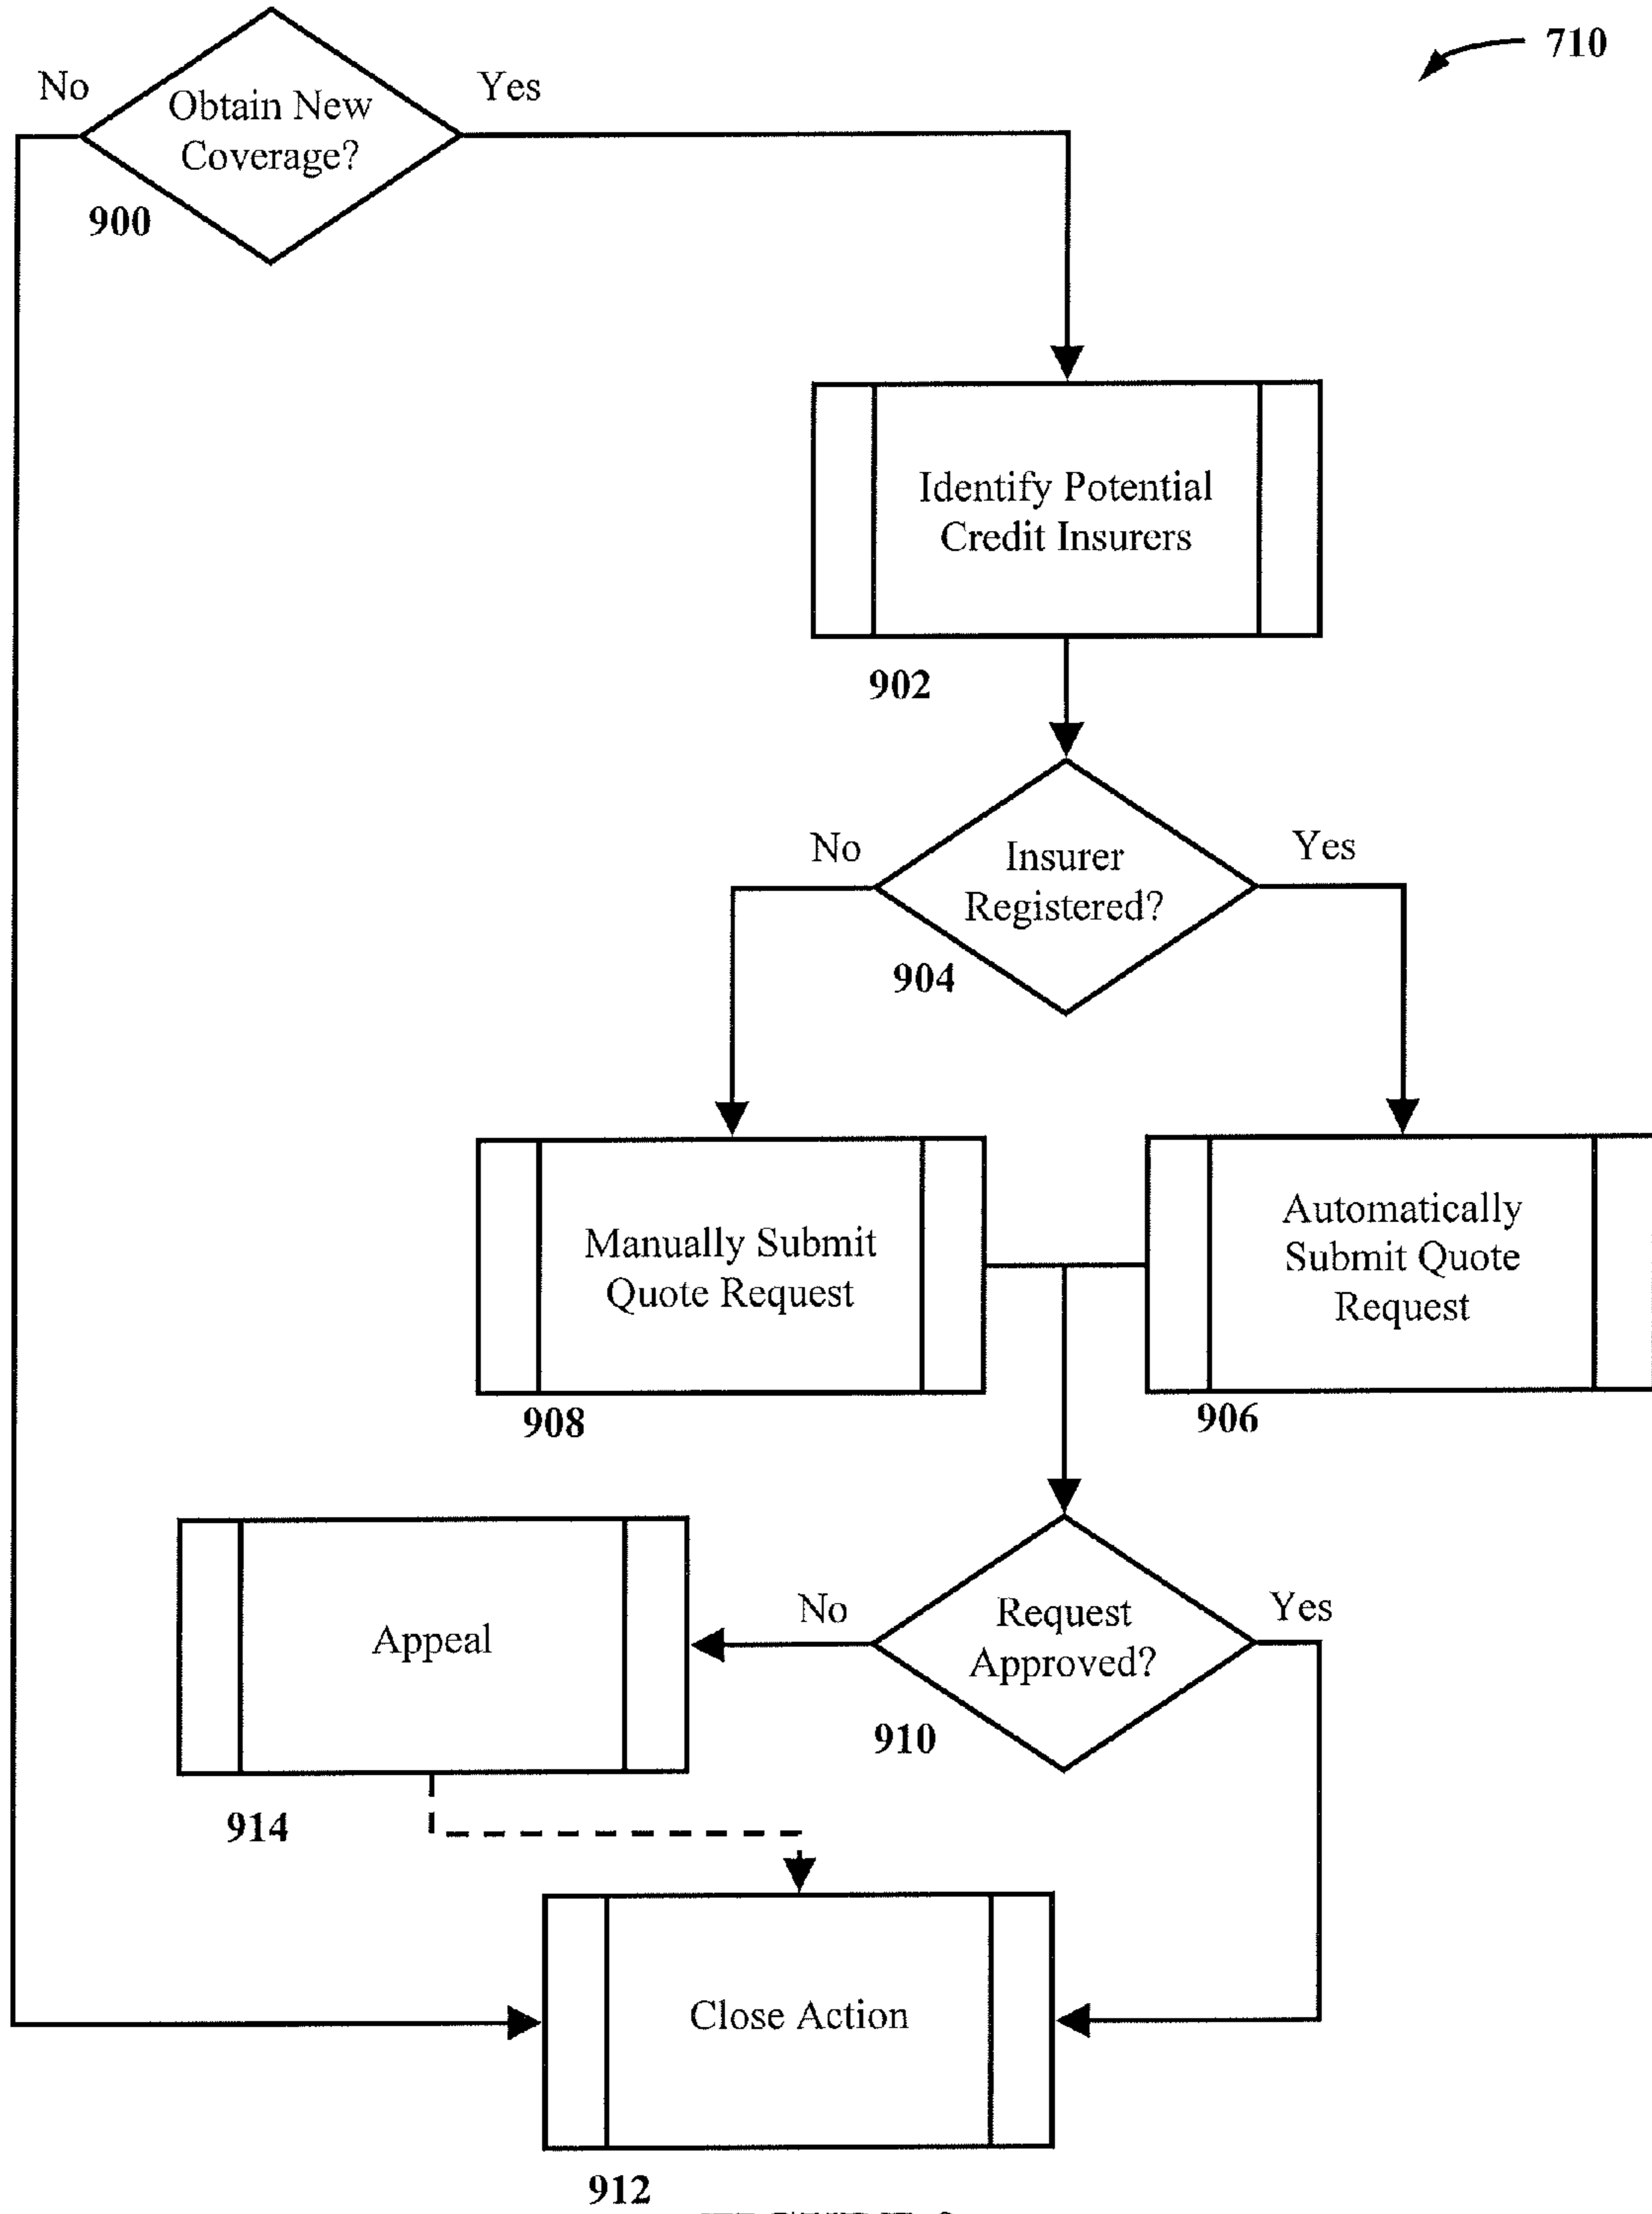 710
No
Yes
Obtain New
Coverage?
900
Identify Potential
Credit Insurers
902
No
Yes
Insurer
Registered?
904
Manually Submit
Quote Request
908
Automatically
Submit Quote
Request
906
Appeal
914
No
Yes
Request
Approved?
910
Close Action
912